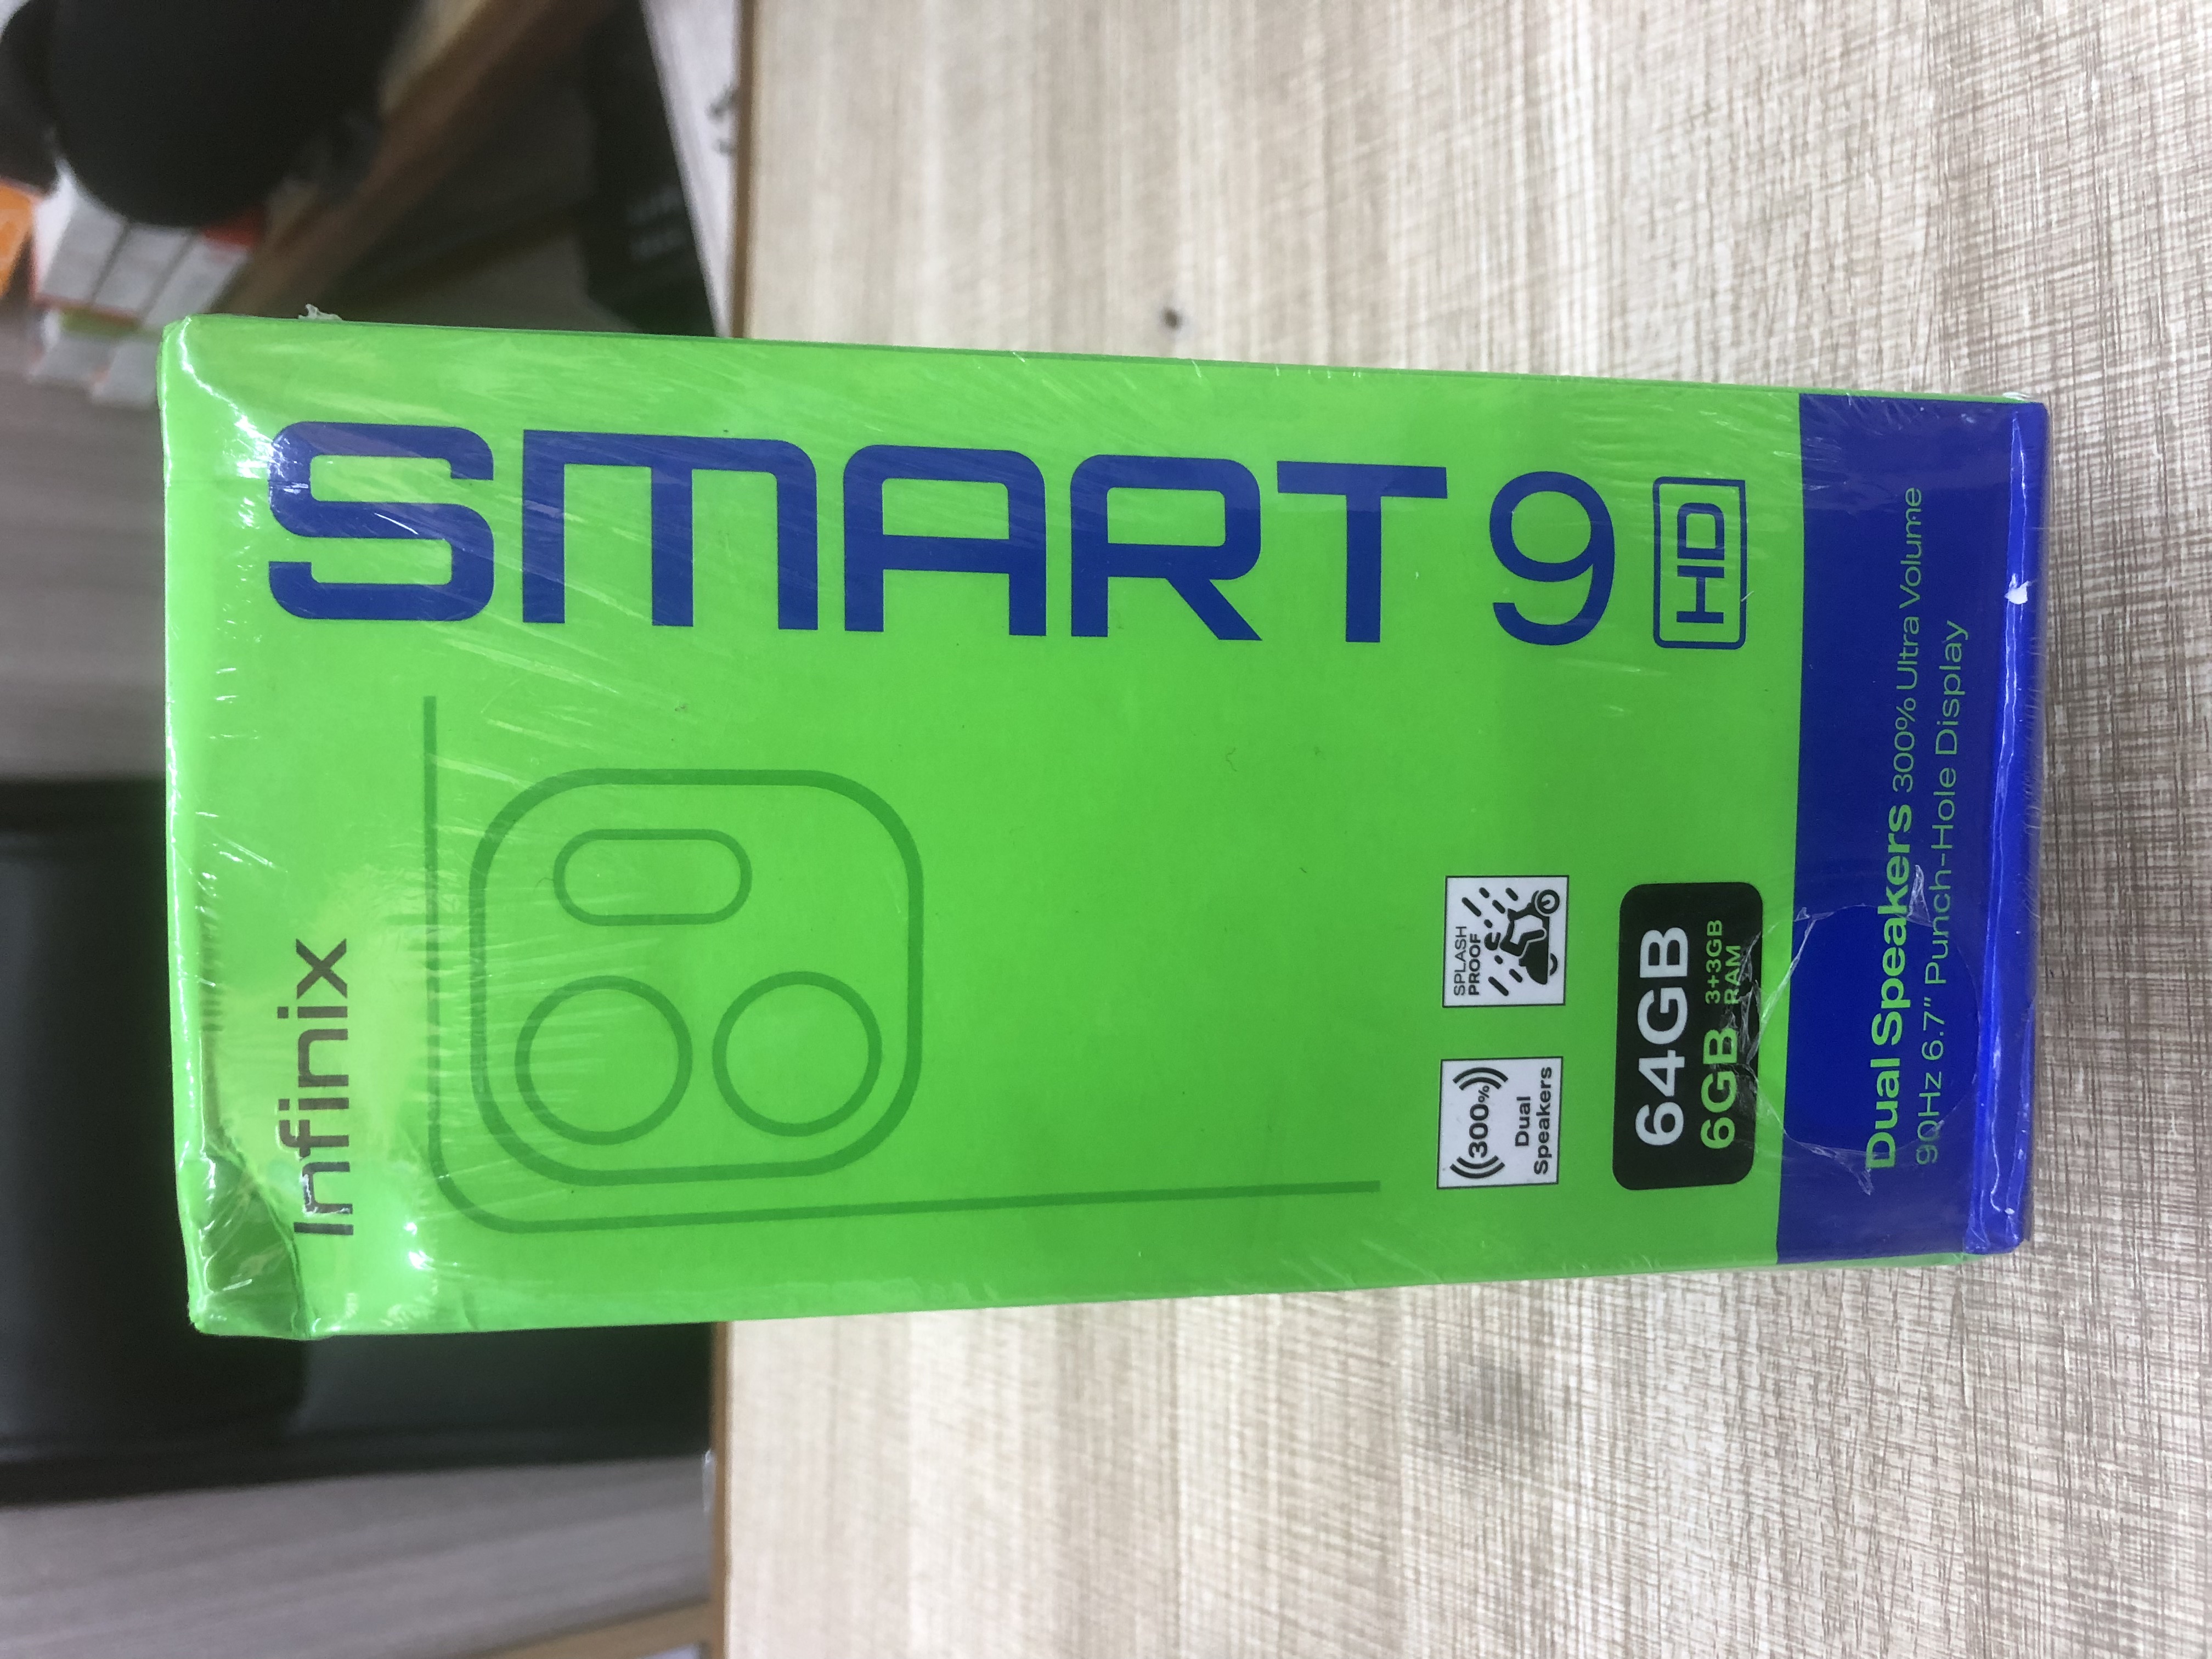 Infinix
SMART 9
HD
300%
Dual
Speakers
SPLASH
PROOF
64GB
6GB 3+3GB
RAM
Dual Speakers 300% Ultra Volume
90Hz 6.7" Punch-Hole Display